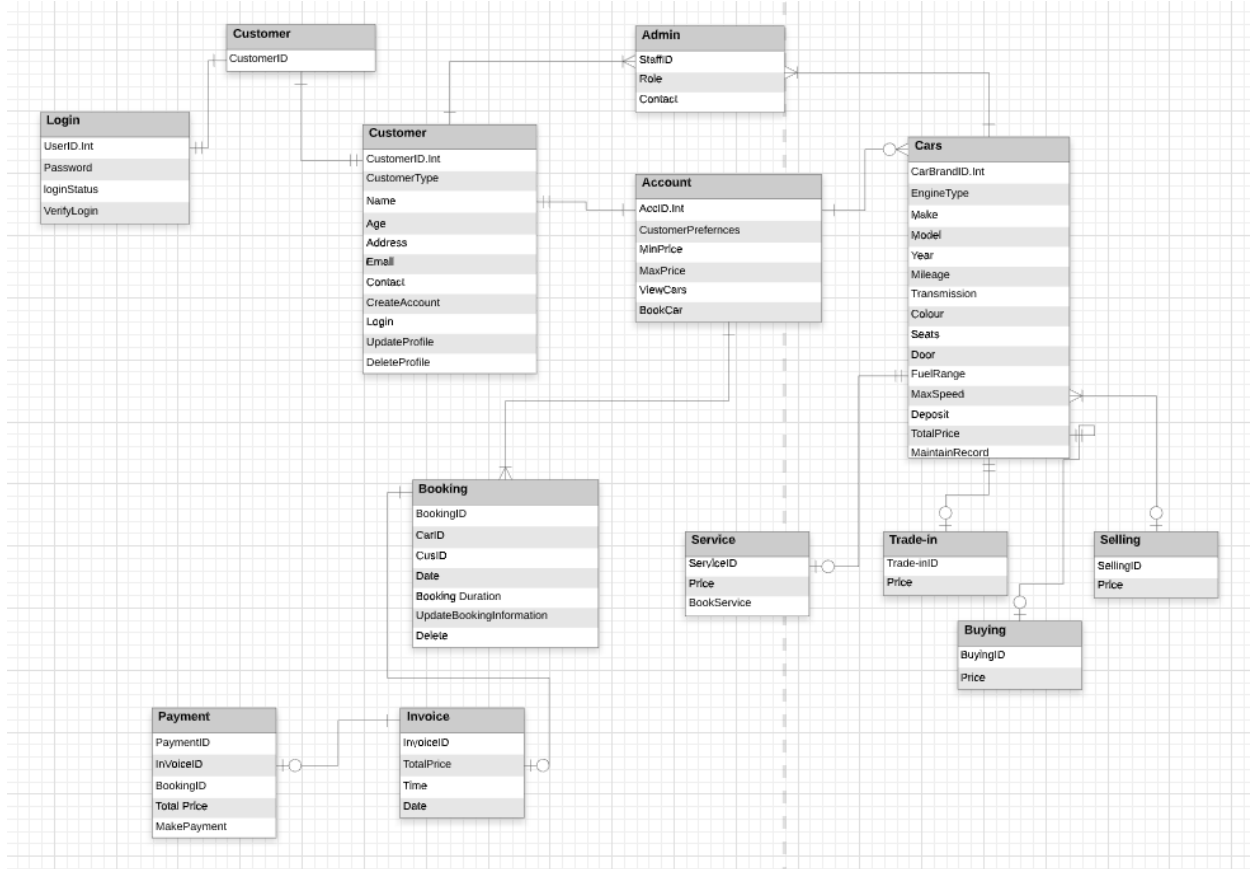 Customer
CustomerID
Admin
StaffID
Role
Contact
Login
UserID.Int
Password
loginStatus
VerifyLogin
Customer
CustomerID.Int
CustomerType
Name
Age
Address
Email
Contact
CreateAccount
Login
UpdateProfile
DeleteProfile
Account
AccID.Int
CustomerPrefernces
MinPrice
MaxPrice
ViewCars
BookCar
Cars
CarBrandID.Int
EngineType
Make
Model
Year
Mileage
Transmission
Colour
Seats
Door
FuelRange
MaxSpeed
Deposit
TotalPrice
MaintainRecord
Booking
BookingID
CarID
CusID
Date
Booking Duration
UpdateBookingInformation
Delete
Service
ServiceID
Price
BookService
Trade-in
Trade-inID
Price
Selling
SellingID
Price
Buying
BuyingID
Price
Payment
PaymentID
InVoiceID
BookingID
Total Price
MakePayment
Invoice
InvoiceID
TotalPrice
Time
Date